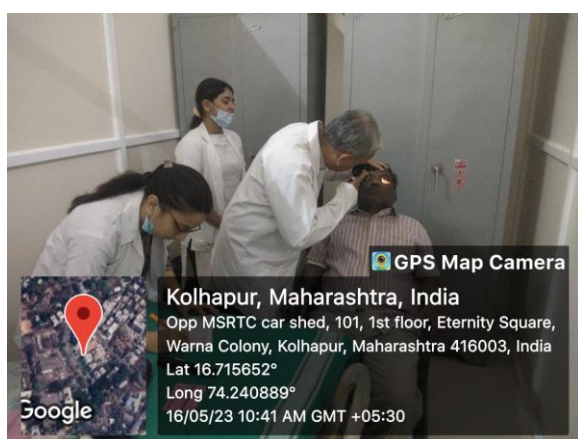 GPS Map Camera
Kolhapur, Maharashtra, India
Opp MSRTC car shed, 101, 1st floor, Eternity Square,
Warna Colony, Kolhapur, Maharashtra 416003, India
Lat 16.715652°
Long 74.240889°
16/05/23 10:41 AM GMT +05:30
Google